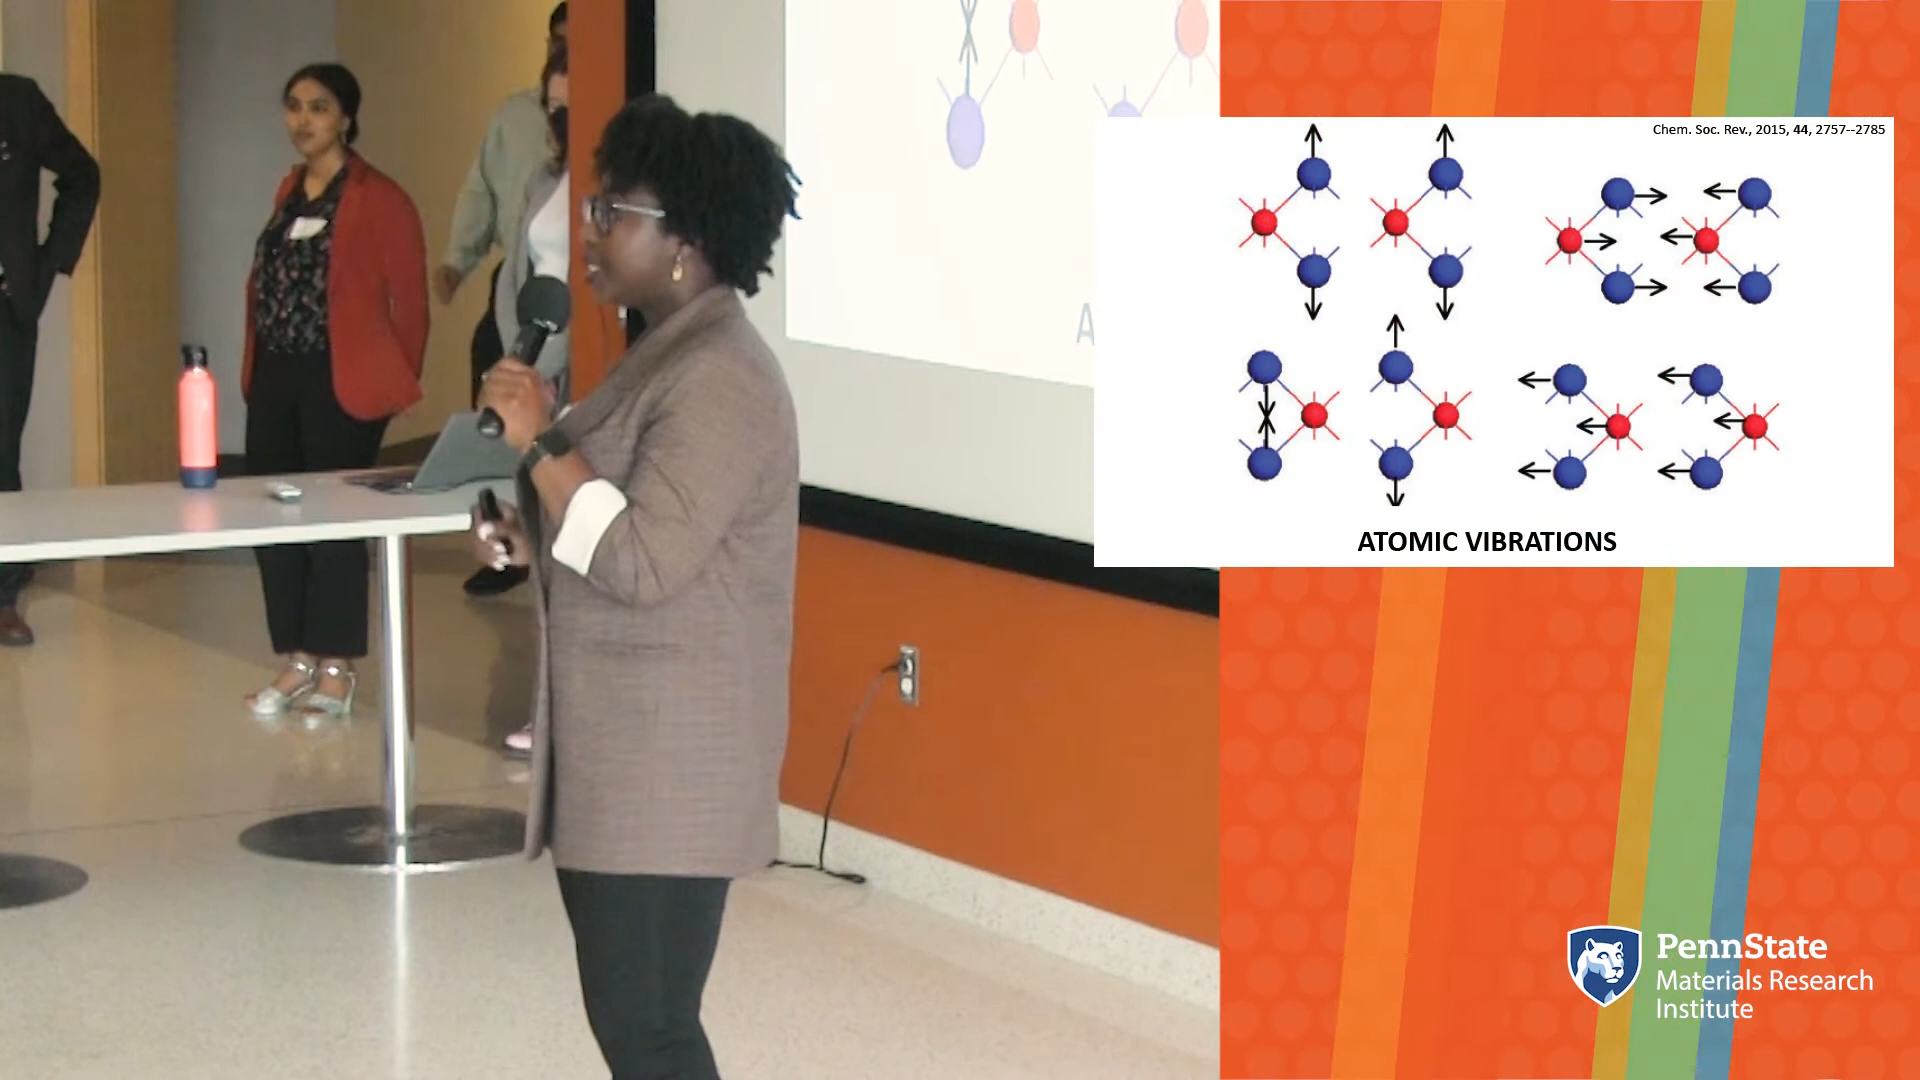 Chem. Soc. Rev., 2015, 44, 2757--2785
ATOMIC VIBRATIONS
A
PennState
Materials Research
Institute